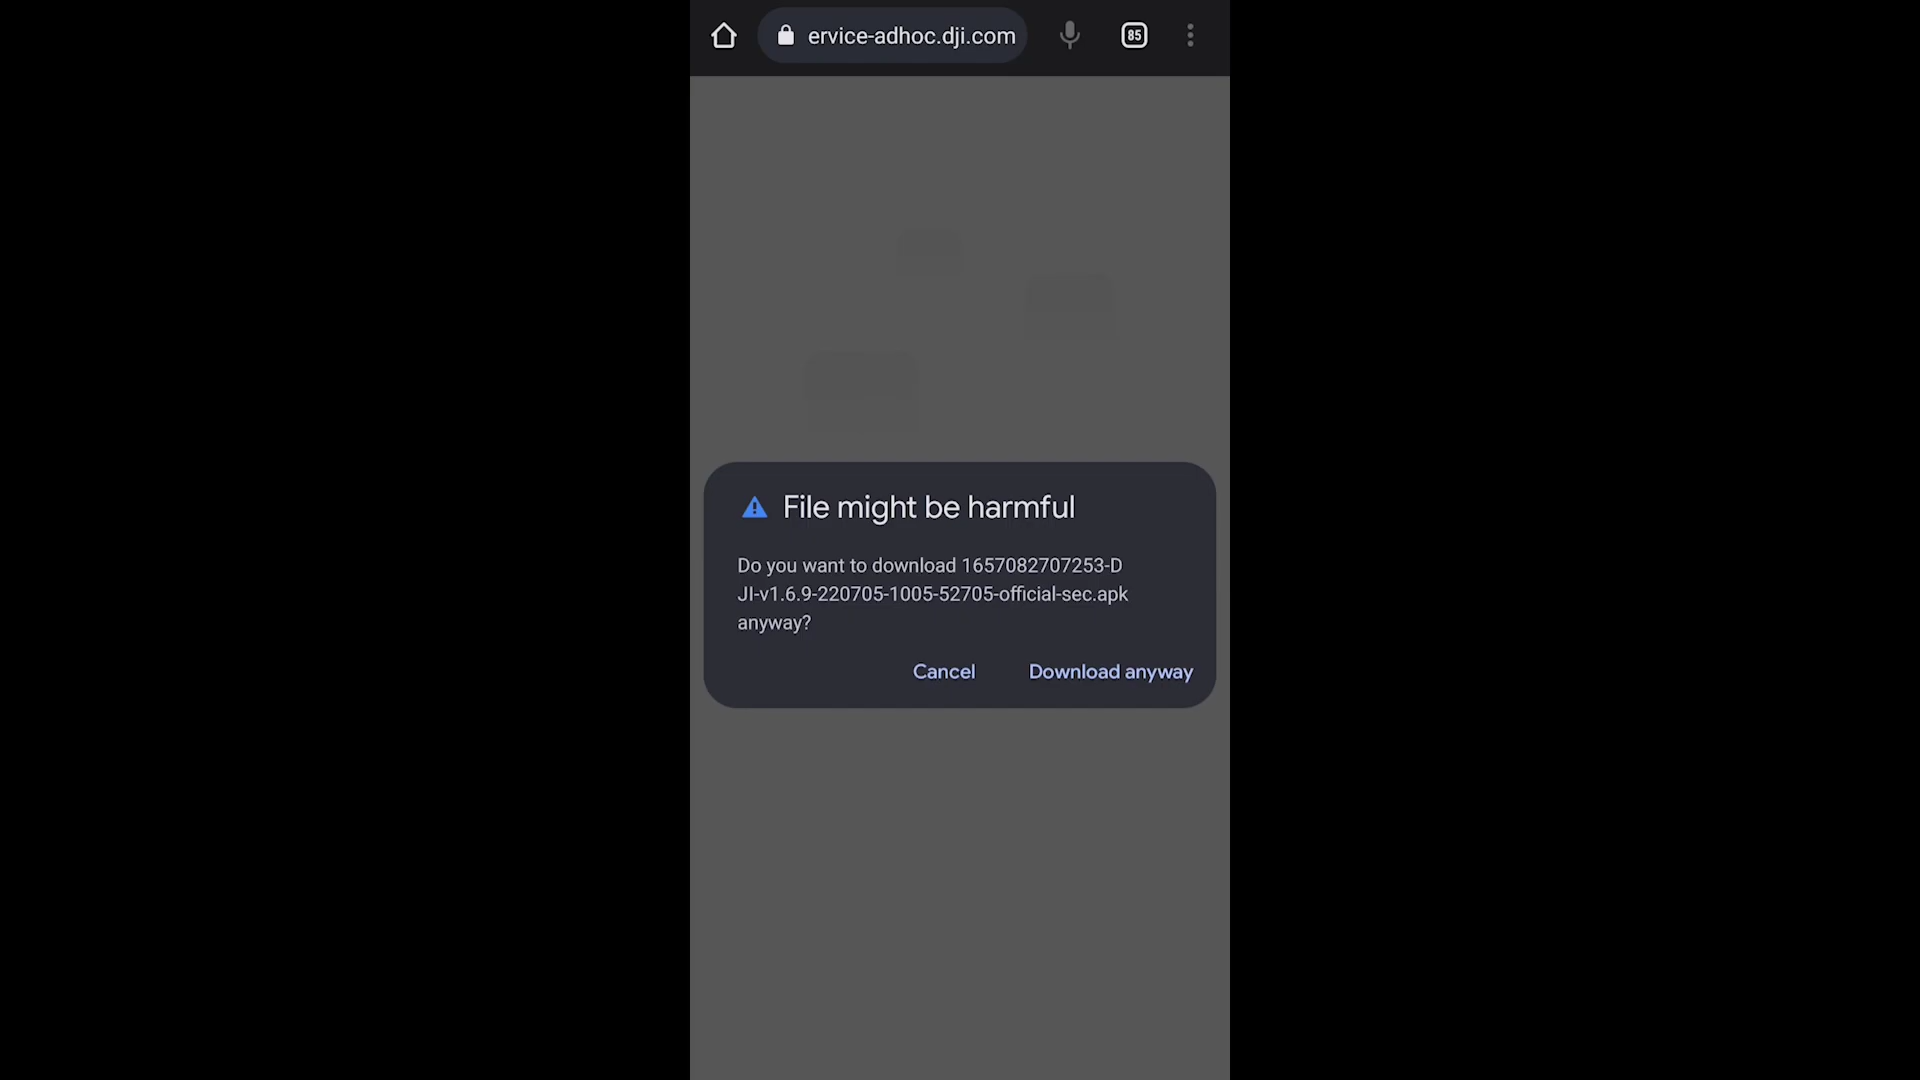 ervice-adhoc.dji.com
85
File might be harmful
Do you want to download 1657082707253-D
JI-v1.6.9-220705-1005-52705-official-sec.apk
anyway?
Cancel Download anyway